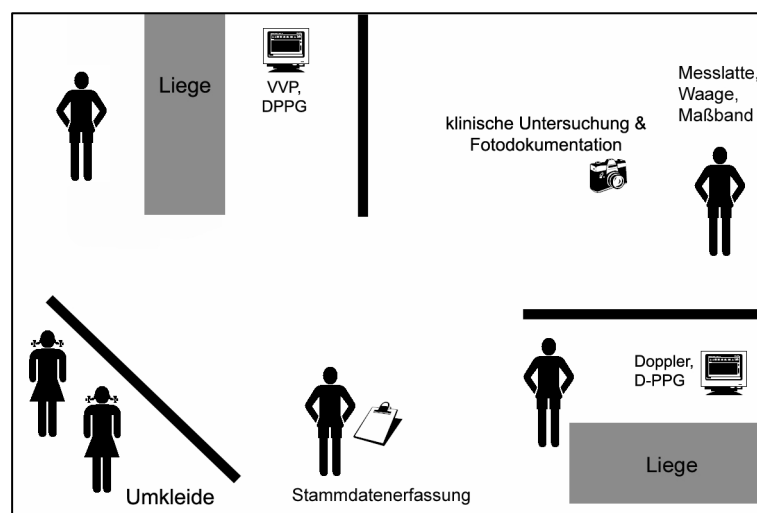 Liege
VVP,
DPPG
klinische Untersuchung &
Fotodokumentation
Messlatte,
Waage,
Maßband
Umkleide
Stammdatenerfassung
Doppler,
D-PPG
Liege